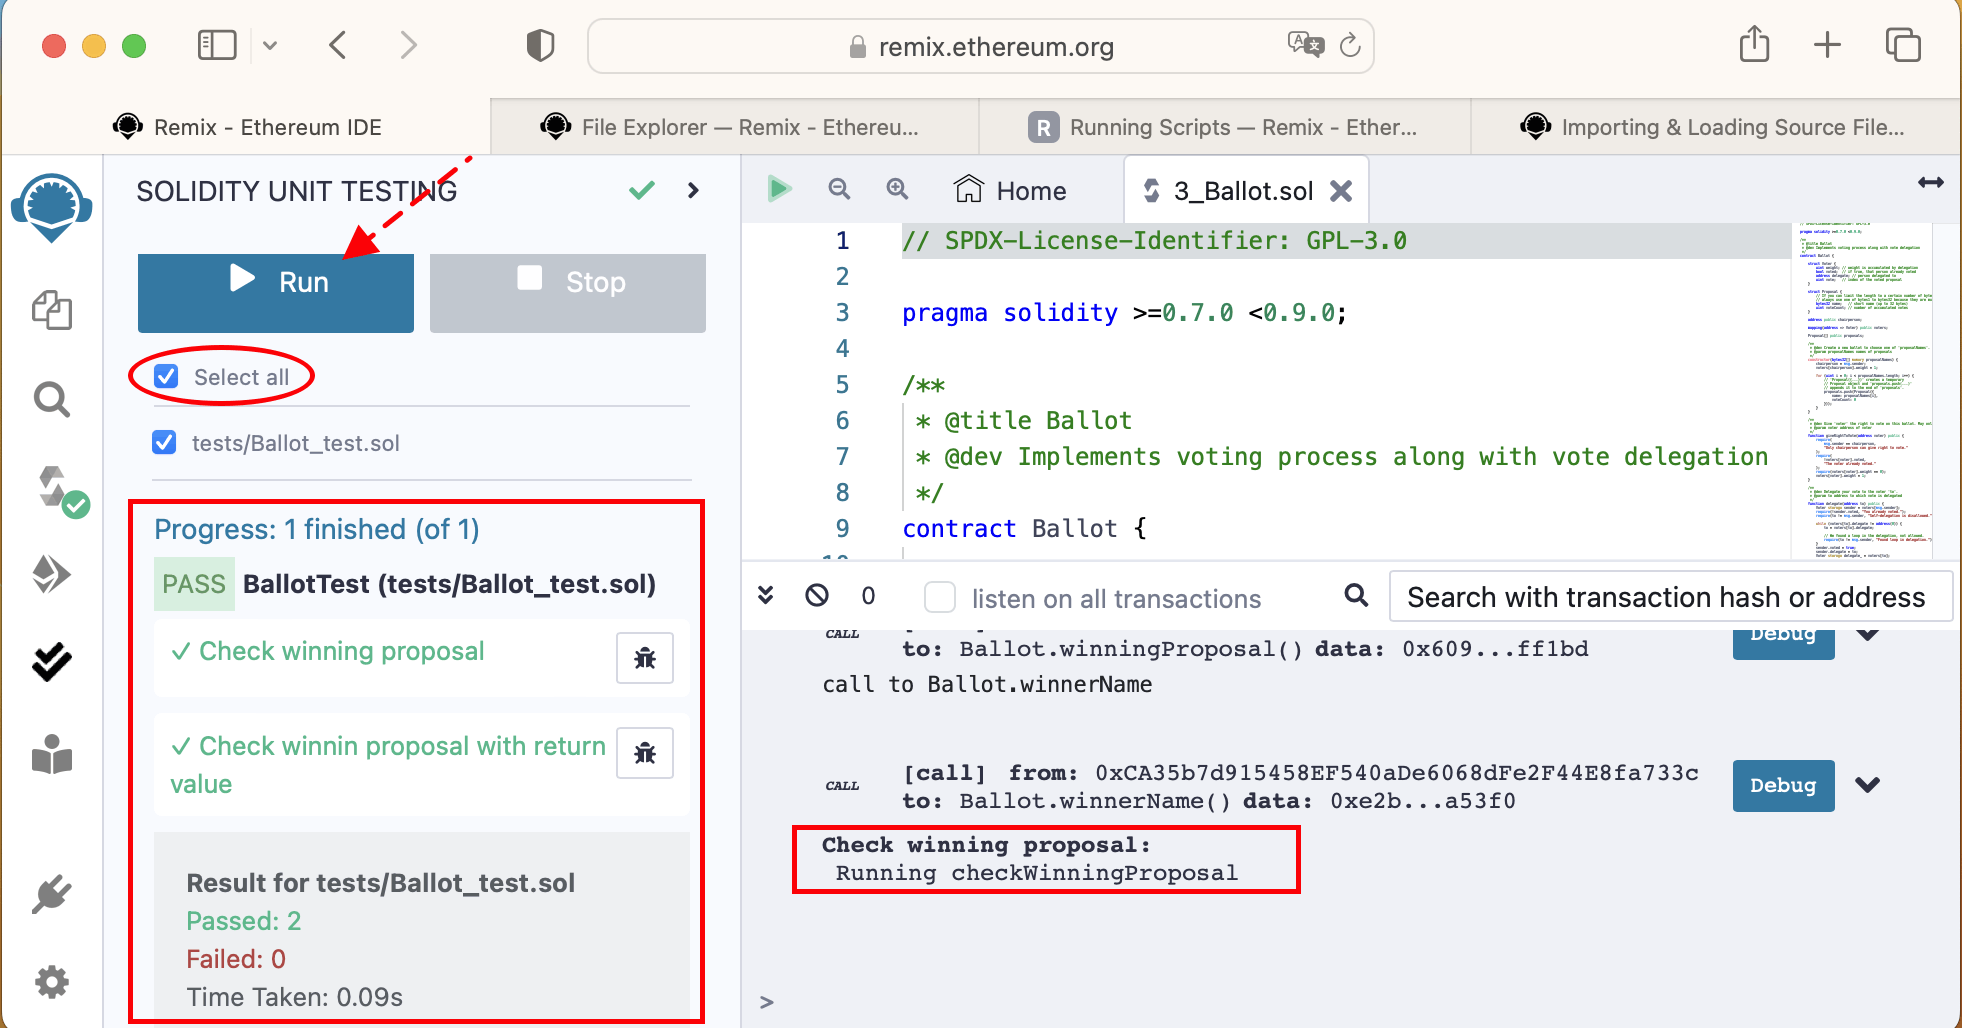 remix.ethereum.org
Remix - Ethereum IDE
File Explorer — Remix - Ethereu...
R
Running Scripts — Remix - Ether...
Importing & Loading Source File...
SOLIDITY UNIT TESTING
Run
Stop
Select all
tests/Ballot_test.sol
Progress: 1 finished (of 1)
PASS BallotTest (tests/Ballot_test.sol)
✓ Check winning proposal
✓ Check winnin proposal with return
value
Result for tests/Ballot_test.sol
Passed: 2
Failed: 0
Time Taken: 0.09s
Home
3_Ballot.sol
1 // SPDX-License-Identifier: GPL-3.0
2
3 pragma solidity >=0.7.0 <0.9.0;
4
5 /**
6 * @title Ballot
7 * @dev Implements voting process along with vote delegation
8 */
9 contract Ballot {
10
0
listen on all transactions
Search with transaction hash or address
CALL
to: Ballot.winningProposal() data: 0x609...ff1bd
Debug
call to Ballot.winnerName
CALL
[call] from: 0xCA35b7d915458EF540aDe6068dFe2F44E8fa733c
to: Ballot.winnerName() data: 0xe2b...a53f0
Debug
Check winning proposal:
Running checkWinningProposal
>